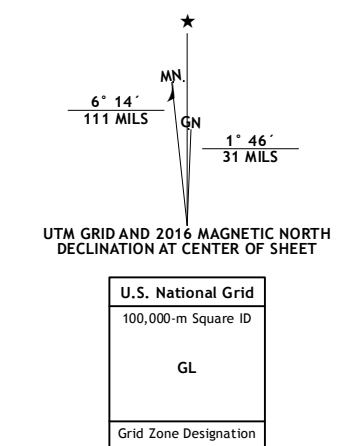 ★
MN.
6° 14´
111 MILS
GN
1° 46´
31 MILS
UTM GRID AND 2016 MAGNETIC NORTH
DECLINATION AT CENTER OF SHEET
U.S. National Grid
100,000-m Square ID
GL
Grid Zone Designation